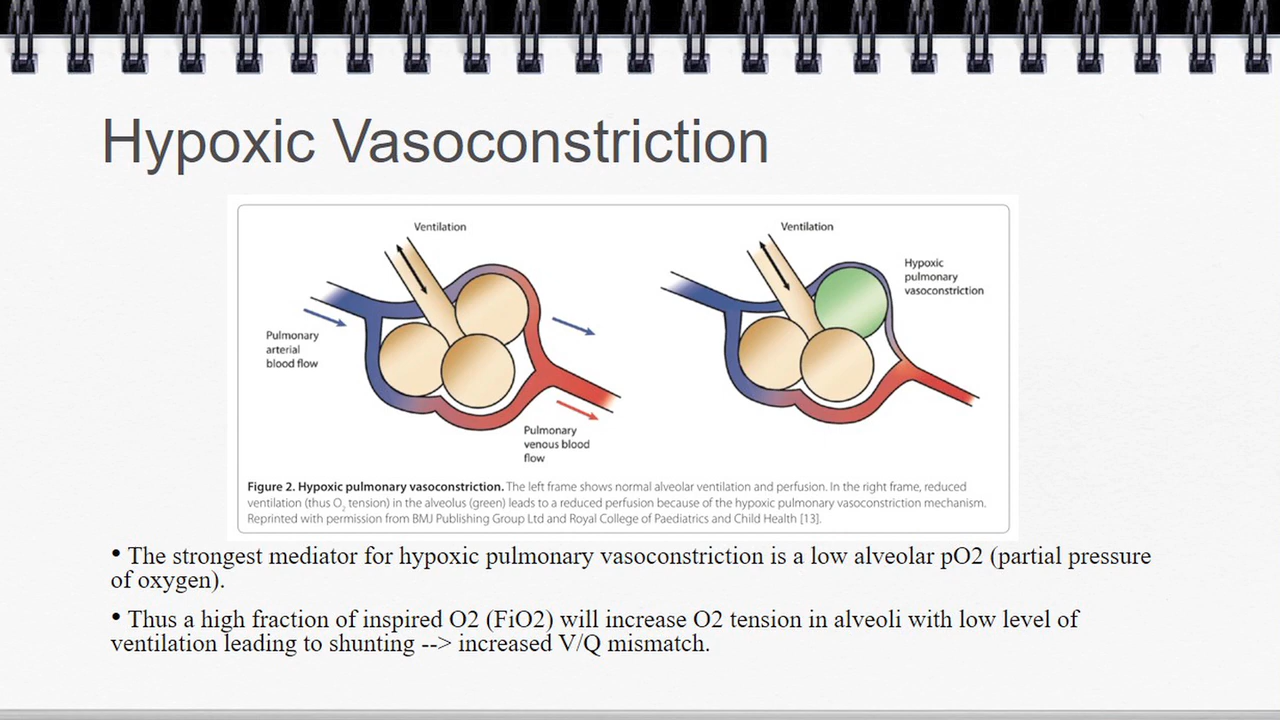 Hypoxic Vasoconstriction
Ventilation
Pulmonary
arterial
blood flow
Pulmonary
venous blood
flow
Ventilation
Hypoxic
pulmonary
vasoconstriction
Figure 2. Hypoxic pulmonary vasoconstriction. The left frame shows normal alveolar ventilation and perfusion. In the right frame, reduced
ventilation (thus O₂ tension) in the alveolus (green) leads to a reduced perfusion because of the hypoxic pulmonary vasoconstriction mechanism.
Reprinted with permission from BMJ Publishing Group Ltd and Royal College of Paediatrics and Child Health [13].
• The strongest mediator for hypoxic pulmonary vasoconstriction is a low alveolar pO2 (partial pressure
of oxygen).
• Thus a high fraction of inspired O2 (FiO2) will increase O2 tension in alveoli with low level of
ventilation leading to shunting --> increased V/Q mismatch.